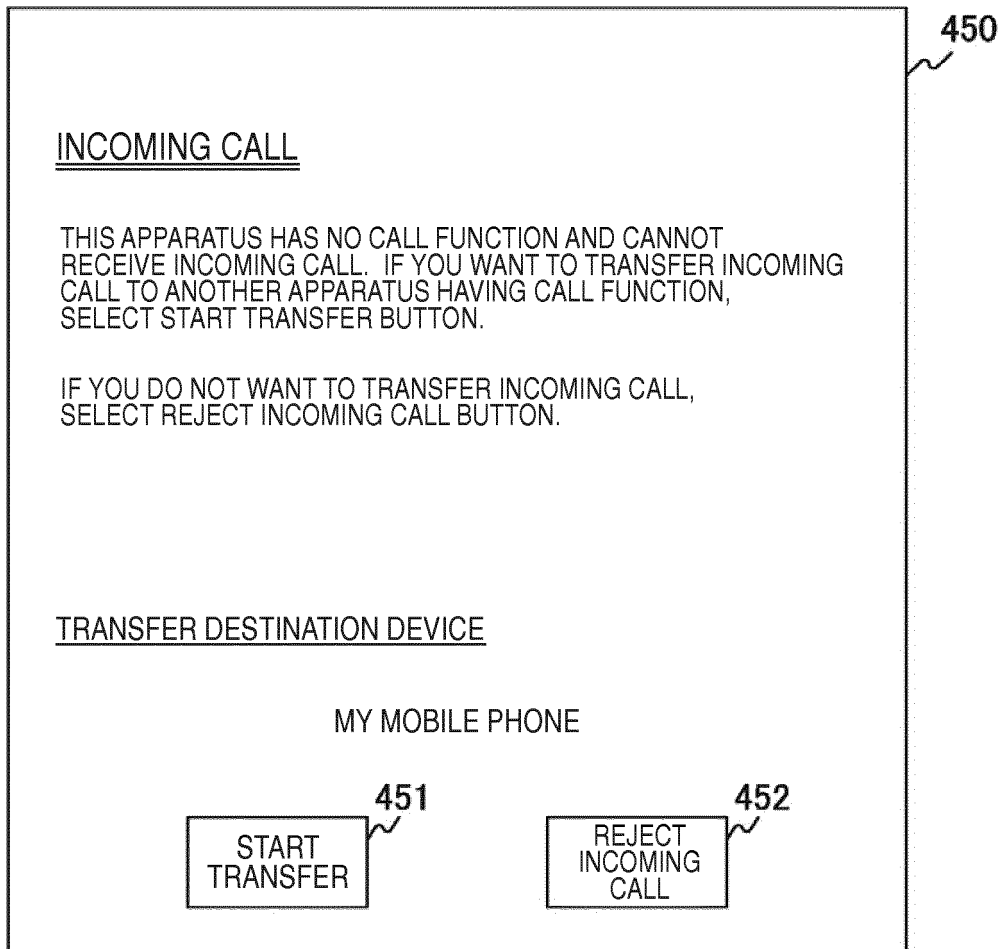 450
INCOMING CALL
THIS APPARATUS HAS NO CALL FUNCTION AND CANNOT
RECEIVE INCOMING CALL. IF YOU WANT TO TRANSFER INCOMING
CALL TO ANOTHER APPARATUS HAVING CALL FUNCTION,
SELECT START TRANSFER BUTTON.
IF YOU DO NOT WANT TO TRANSFER INCOMING CALL,
SELECT REJECT INCOMING CALL BUTTON.
TRANSFER DESTINATION DEVICE
MY MOBILE PHONE
451
START
TRANSFER
452
REJECT
INCOMING
CALL